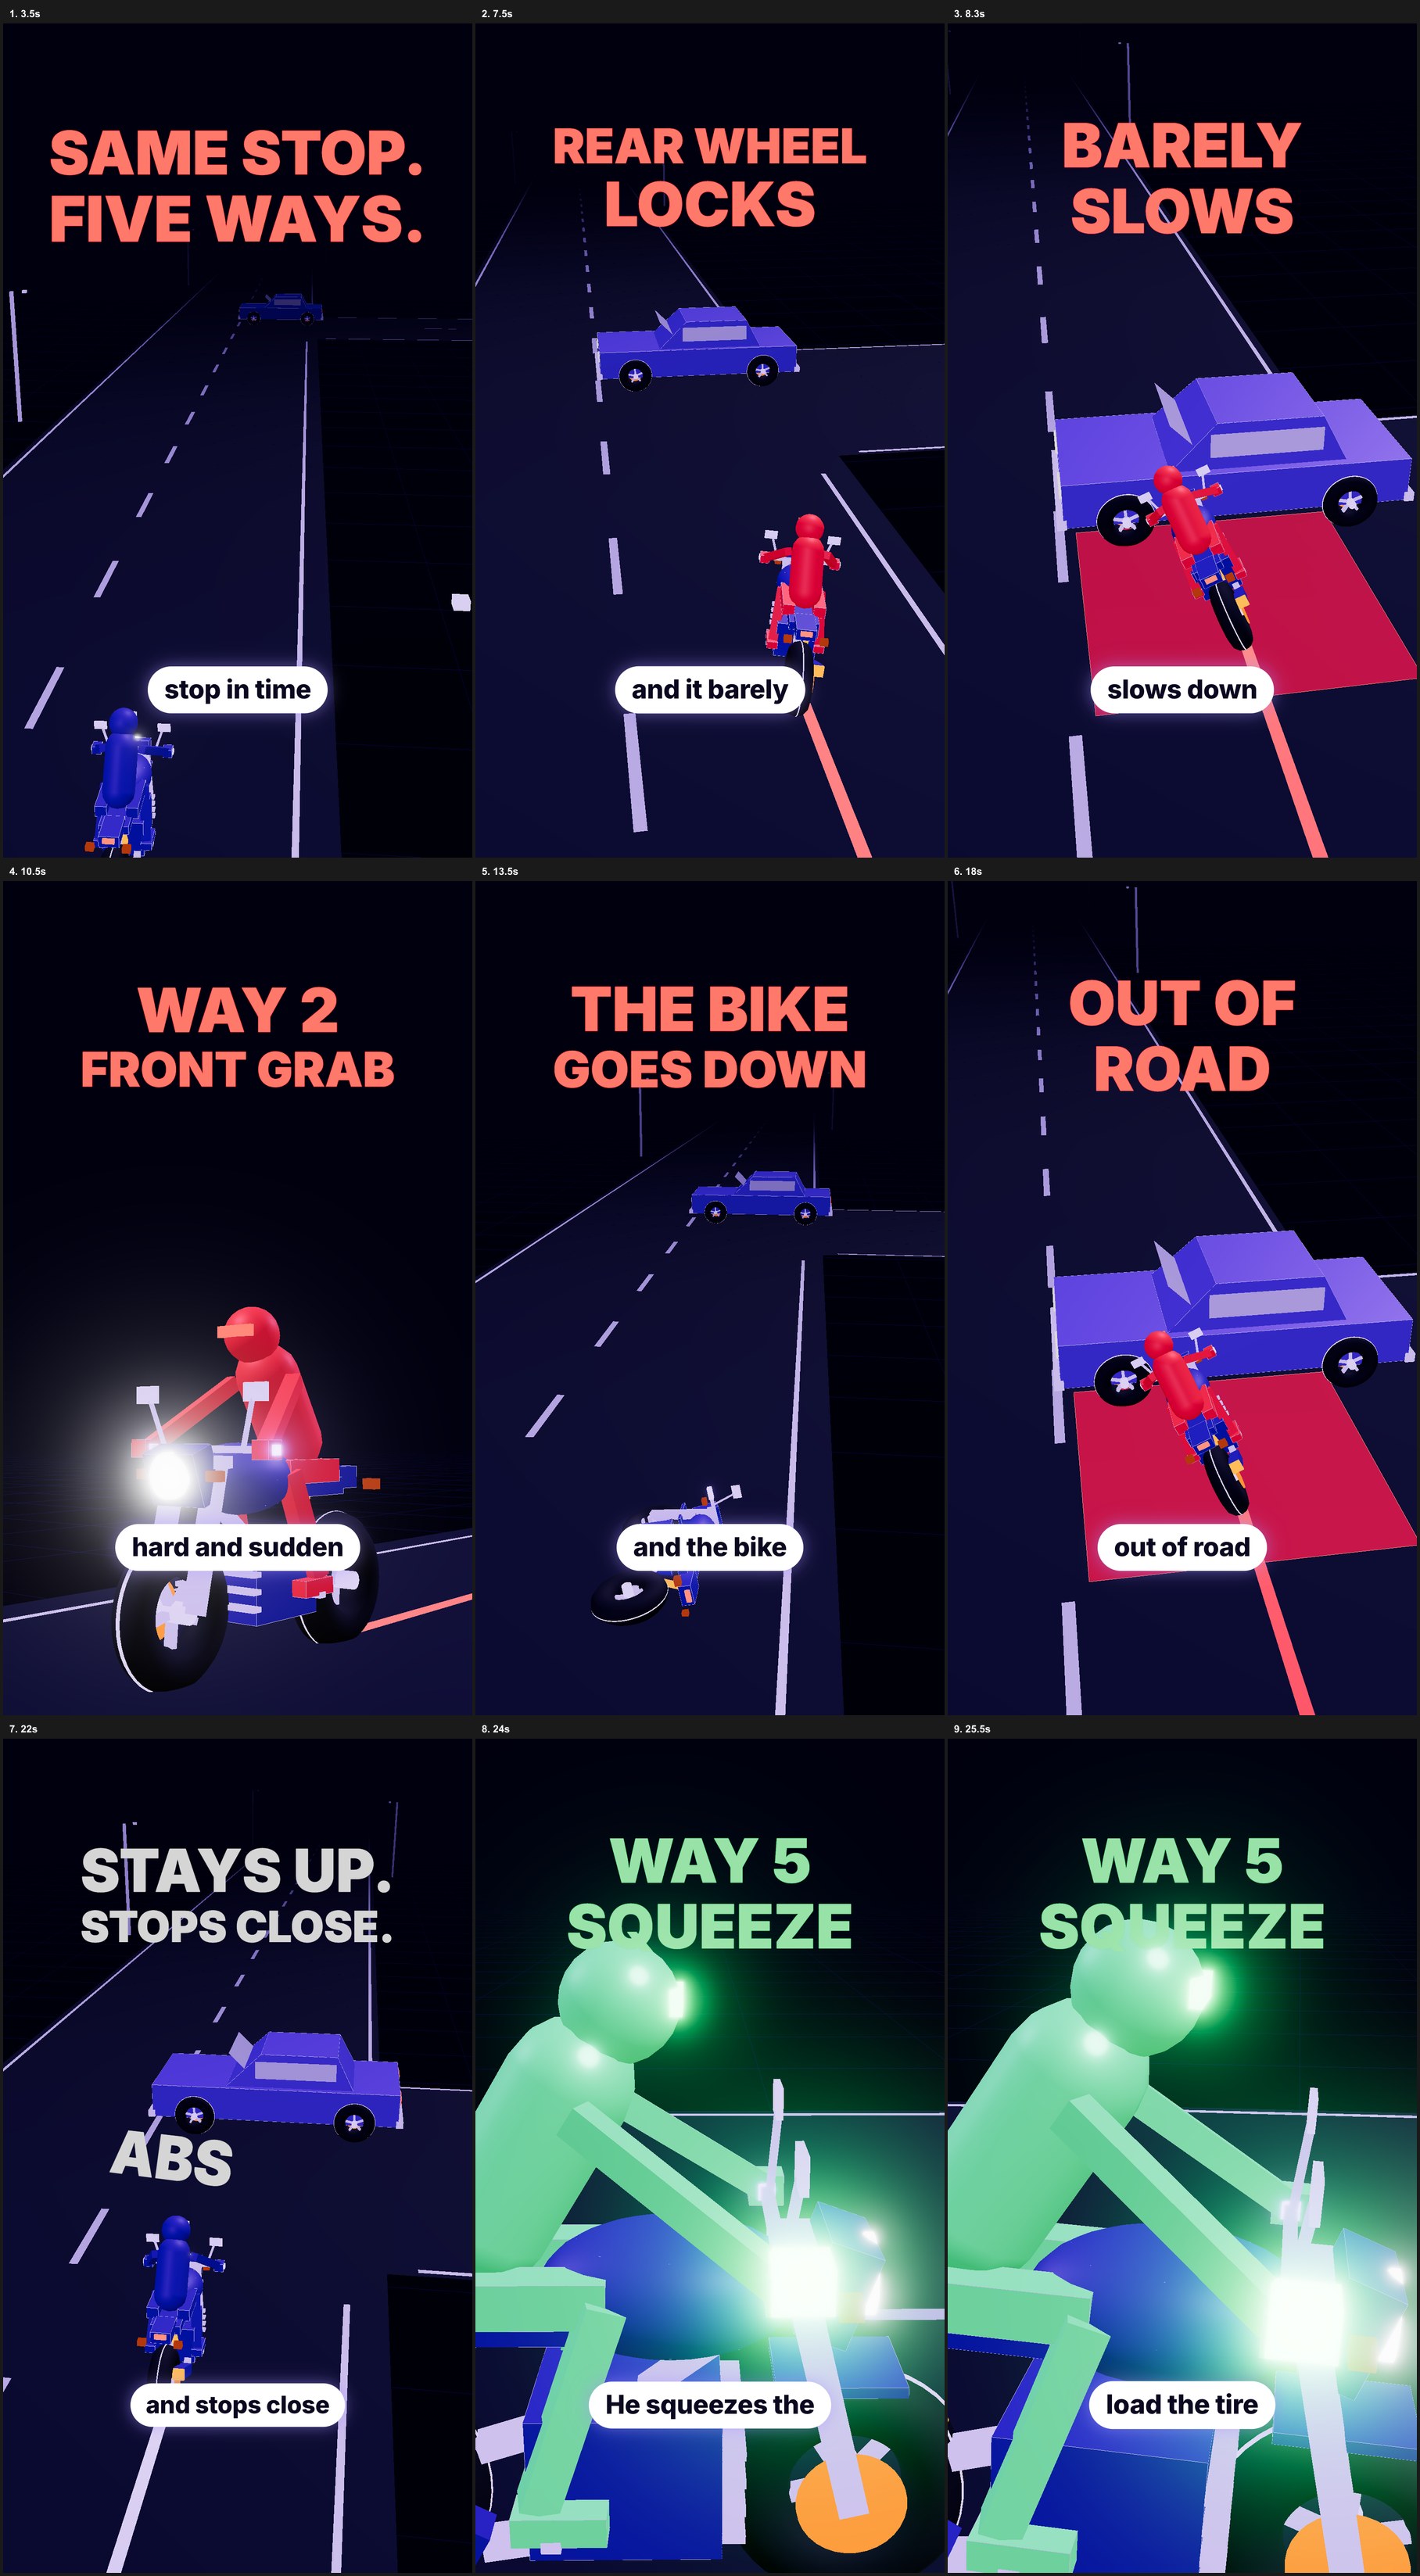 1. 3.5s
SAME STOP.
FIVE WAYS.
stop in time
2. 7.5s
REAR WHEEL
LOCKS
and it barely
3. 8.3s
BARELY
SLOWS
slows down
4. 10.5s
WAY 2
FRONT GRAB
hard and sudden
5. 13.5s
THE BIKE
GOES DOWN
and the bike
6. 18s
OUT OF
ROAD
out of road
7. 22s
STAYS UP.
STOPS CLOSE.
ABS
and stops close
8. 24s
WAY 5
SQUEEZE
He squeezes the
9. 25.5s
WAY 5
SQUEEZE
load the tire